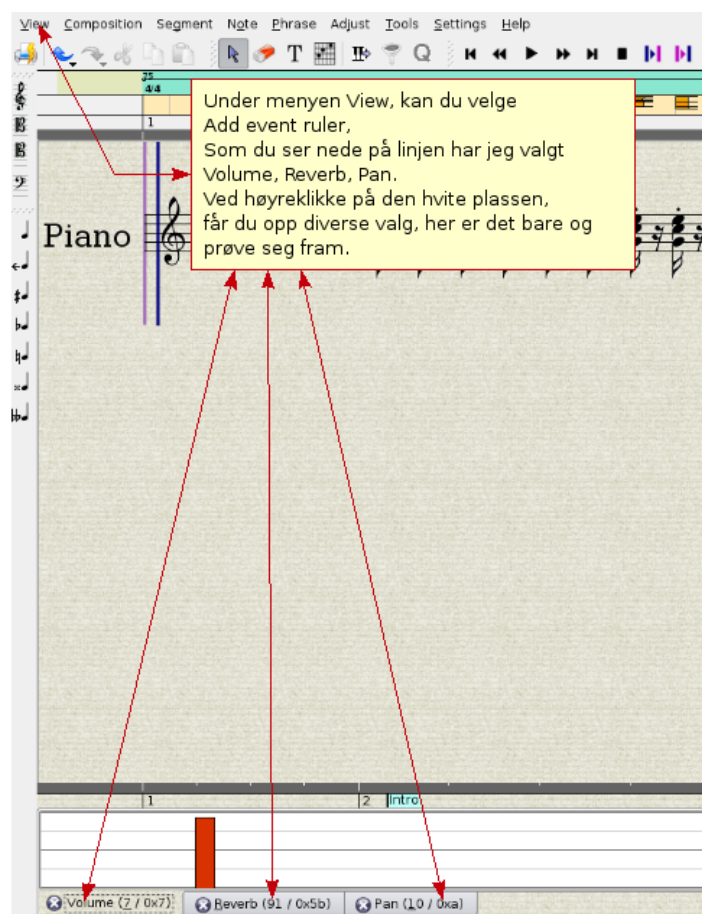 View Composition Segment Note Phrase Adjust Tools Settings Help
T Q
75
4/4
1
Under menyen View, kan du velge
Add event ruler,
Som du ser nede på linjen har jeg valgt
Volume, Reverb, Pan.
Ved høyreklikke på den hvite plassen,
får du opp diverse valg, her er det bare og
prøve seg fram.
Piano
1 2 Intro
Volume (7 / 0x7) Reverb (91 / 0x5b) Pan (10 / 0xa)